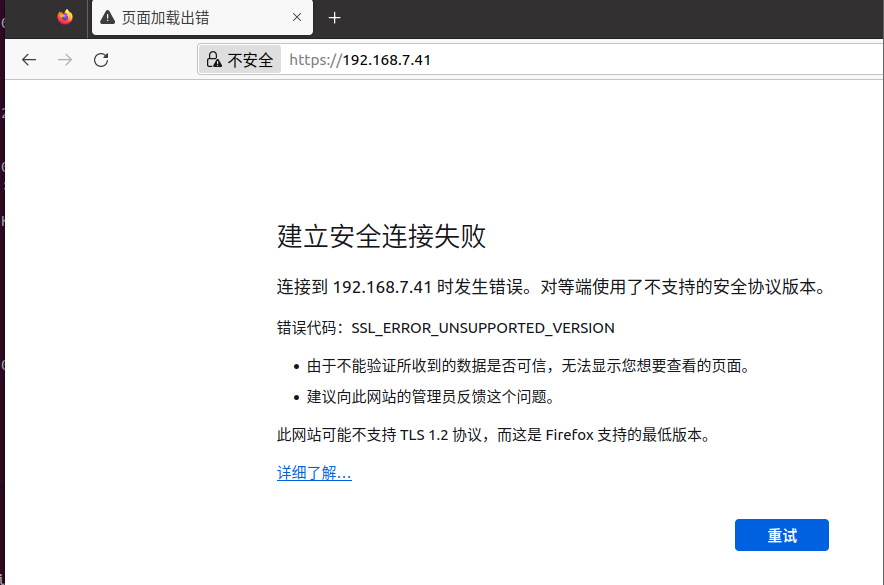 页面加载出错
不安全 https://192.168.7.41
建立安全连接失败
连接到 192.168.7.41 时发生错误。对等端使用了不支持的安全协议版本。
错误代码：SSL_ERROR_UNSUPPORTED_VERSION
• 由于不能验证所收到的数据是否可信，无法显示您想要查看的页面。
• 建议向此网站的管理员反馈这个问题。
此网站可能不支持 TLS 1.2 协议，而这是 Firefox 支持的最低版本。
详细了解…
重试